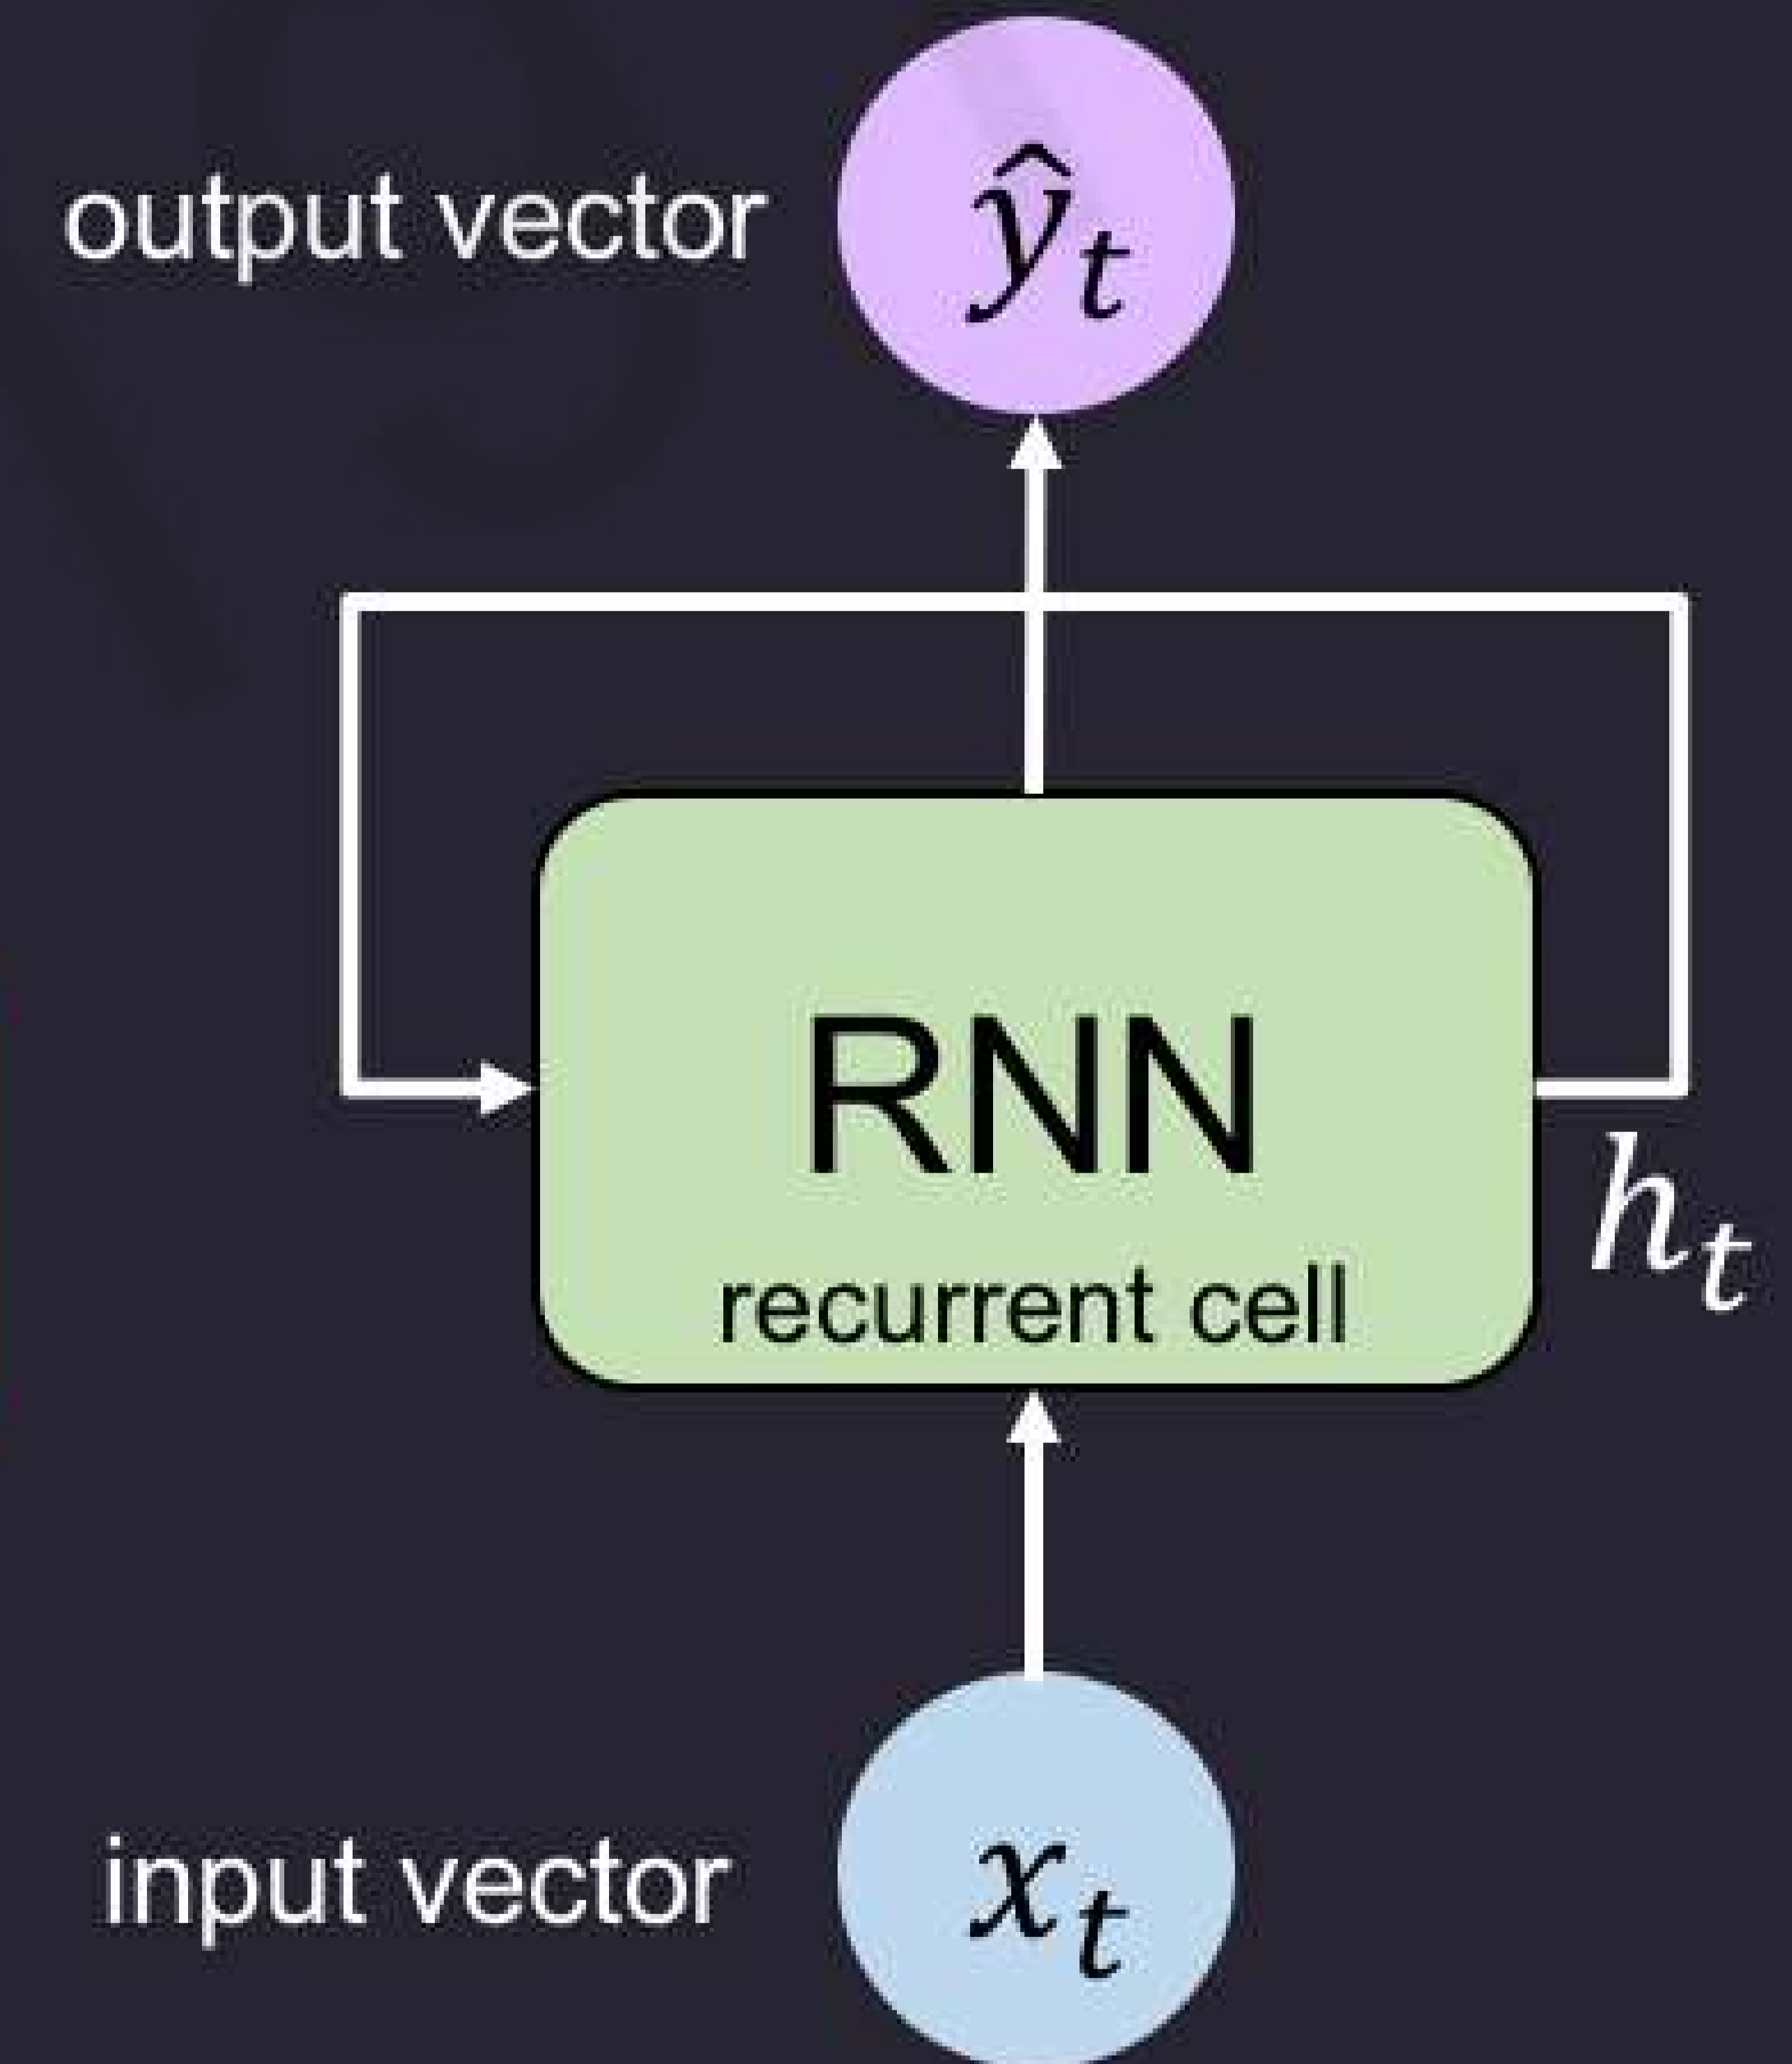 output vector
ŷₜ
RNN
recurrent cell
hₜ
input vector
xₜ